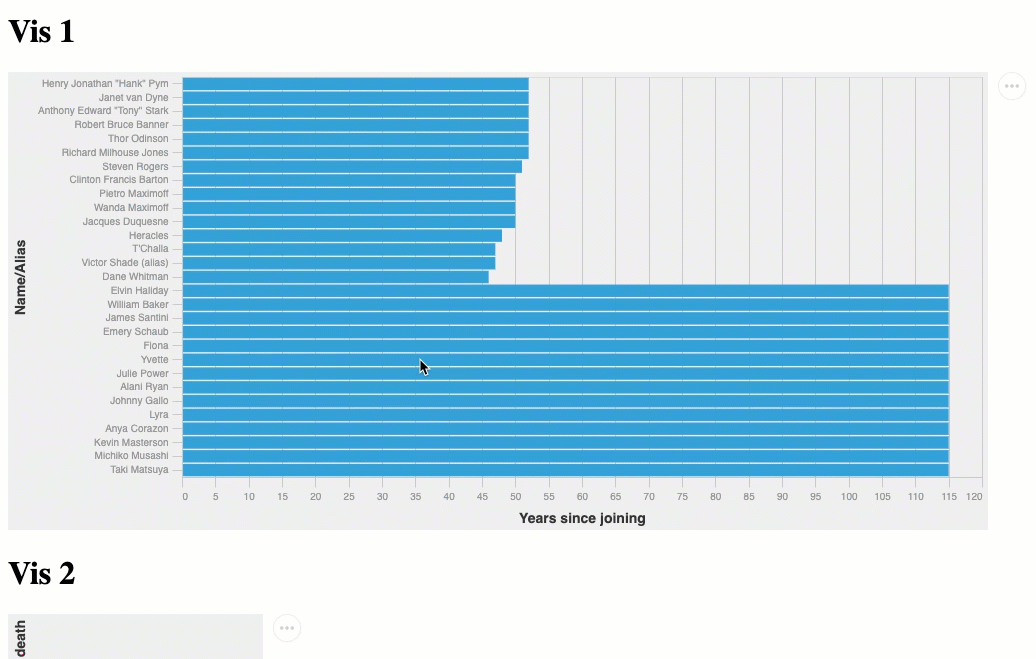 Vis 1
Name/Alias
Henry Jonathan "Hank" Pym
Janet van Dyne
Anthony Edward "Tony" Stark
Robert Bruce Banner
Thor Odinson
Richard Milhouse Jones
Steven Rogers
Clinton Francis Barton
Pietro Maximoff
Wanda Maximoff
Jacques Duquesne
Heracles
T'Challa
Victor Shade (alias)
Dane Whitman
Elvin Haliday
William Baker
James Santini
Emery Schaub
Fiona
Yvette
Julie Power
Alani Ryan
Johnny Gallo
Lyra
Anya Corazon
Kevin Masterson
Michiko Musashi
Taki Matsuya
0 5 10 15 20 25 30 35 40 45 50 55 60 65 70 75 80 85 90 95 100 105 110 115 120
Years since joining
Vis 2
death